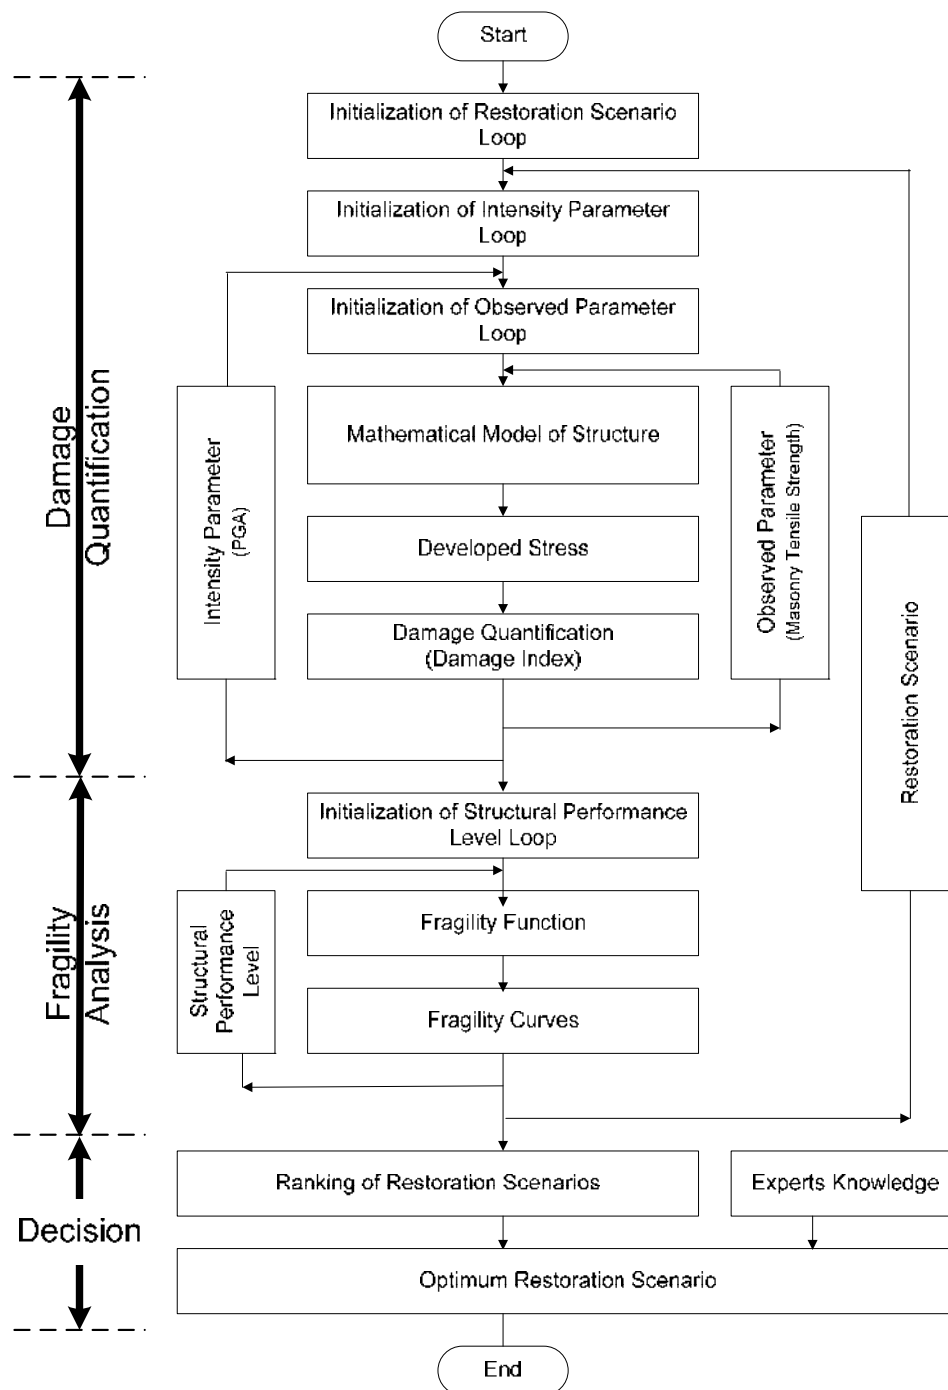 Start
Initialization of Restoration Scenario
Loop
Initialization of Intensity Parameter
Loop
Initialization of Observed Parameter
Loop
Damage
Quantification
Intensity Parameter
(PGA)
Mathematical Model of Structure
Observed Parameter
(Masonry Tensile Strength)
Developed Stress
Damage Quantification
(Damage Index)
Restoration Scenario
Initialization of Structural Performance
Level Loop
Fragility
Analysis
Structural
Performance
Level
Fragility Function
Fragility Curves
Decision
Ranking of Restoration Scenarios
Experts Knowledge
Optimum Restoration Scenario
End